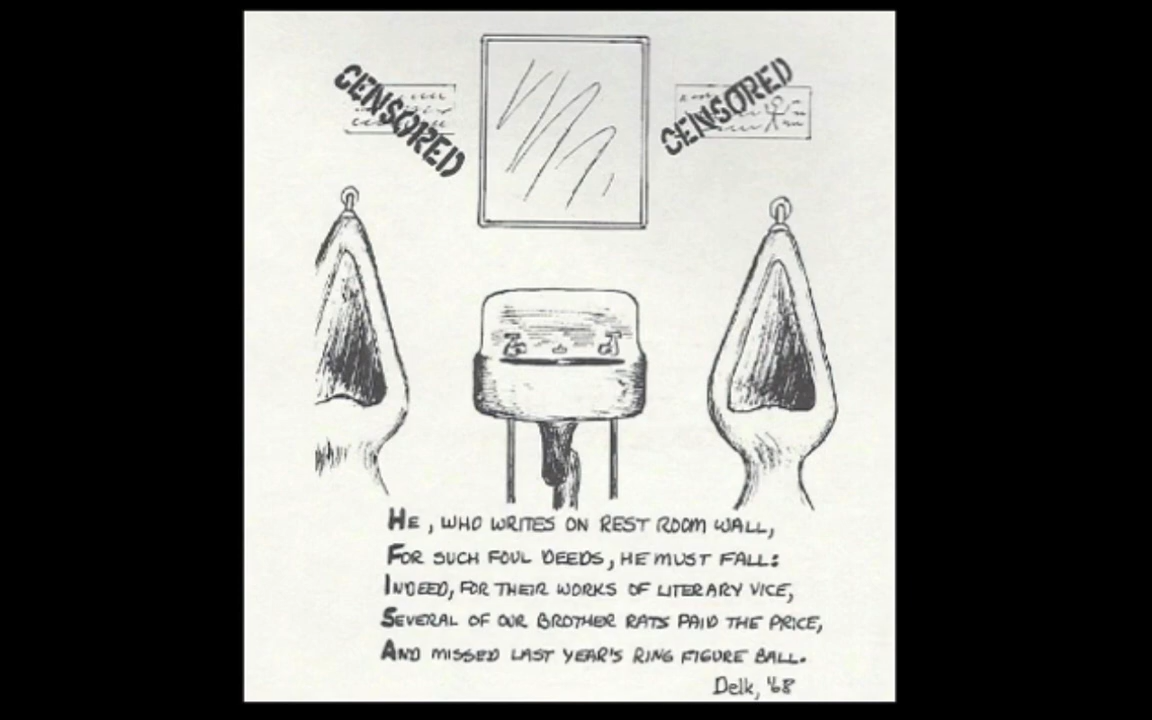 CENSORED
CENSORED
HE, WHO WRITES ON REST ROOM WALL,
FOR SUCH FOUL DEEDS, HE MUST FALL:
INDEED, FOR THEIR WORKS OF LITERARY VICE,
SEVERAL OF OUR BROTHER RATS PAID THE PRICE,
AND MISSED LAST YEAR'S RING FIGURE BALL.
Delk, '68